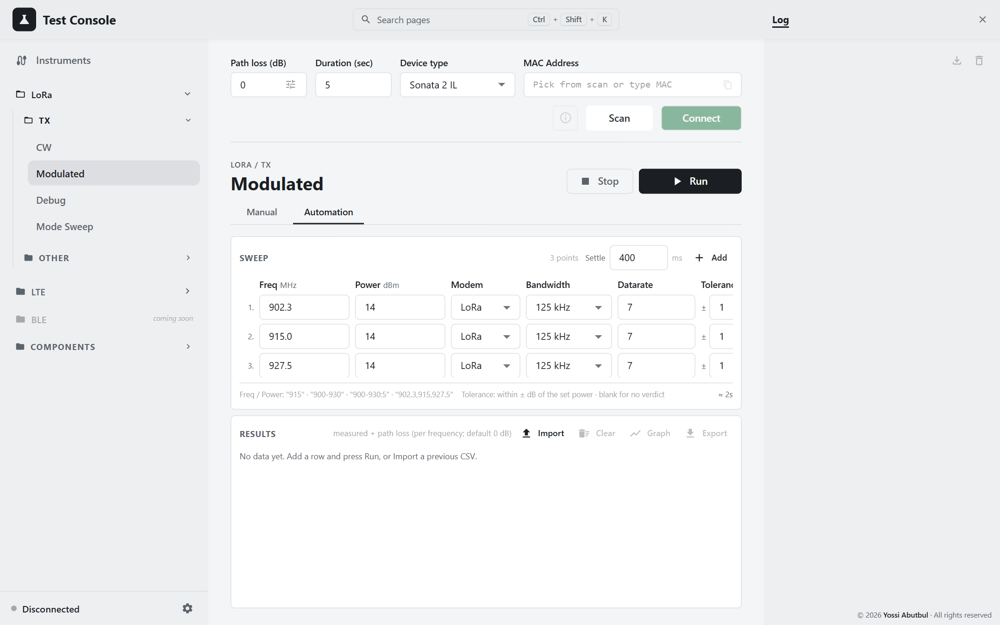 Test Console
Search pages
Ctrl + Shift + K
Log
Instruments
LoRa
TX
CW
Modulated
Debug
Mode Sweep
OTHER
LTE
BLE
coming soon
COMPONENTS
Disconnected
Path loss (dB)
Duration (sec)
Device type
MAC Address
0
5
Sonata 2 IL
Pick from scan or type MAC
Scan
Connect
LORA / TX
Modulated
Stop
Run
Manual
Automation
SWEEP
3 points
Settle
400
ms
Add
Freq MHz
Power dBm
Modem
Bandwidth
Datarate
Toleranc
1. 902.3 14 LoRa 125 kHz 7 ± 1
2. 915.0 14 LoRa 125 kHz 7 ± 1
3. 927.5 14 LoRa 125 kHz 7 ± 1
Freq / Power: "915" · "900-930" · "900-930:5" · "902.3,915,927.5"
Tolerance: within ± dB of the set power · blank for no verdict
≈ 2s
RESULTS
measured + path loss (per frequency; default 0 dB)
Import
Clear
Graph
Export
No data yet. Add a row and press Run, or Import a previous CSV.
© 2026 Yossi Abutbul · All rights reserved